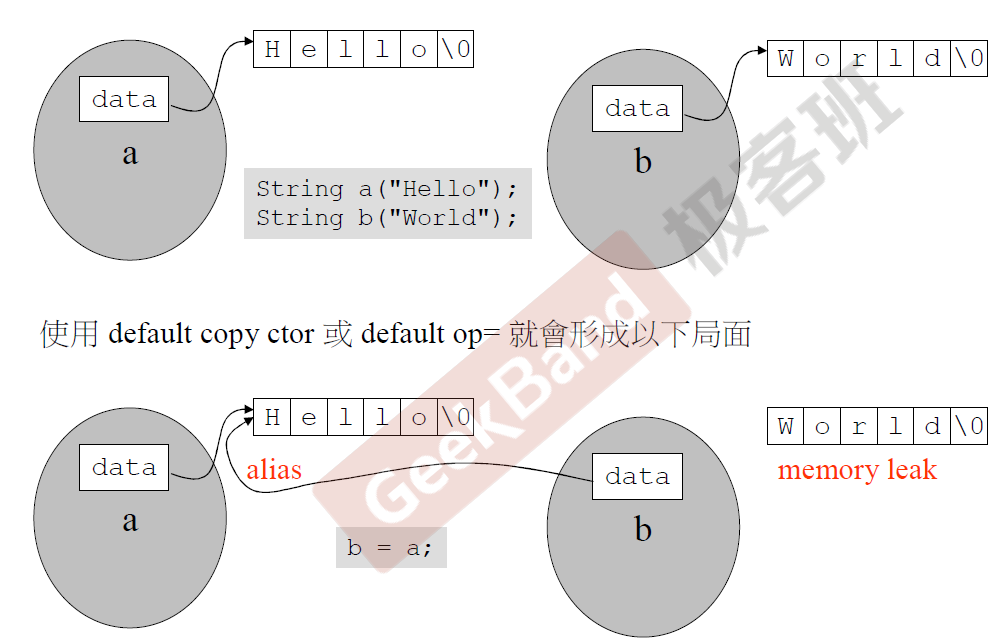 H e l l o \0
W o r l d \0
data
data
a
b
String a("Hello");
String b("World");
极客班
GeekBand
使用 default copy ctor 或 default op= 就會形成以下局面
H e l l o \0
W o r l d \0
data
alias
data
memory leak
a
b
b = a;